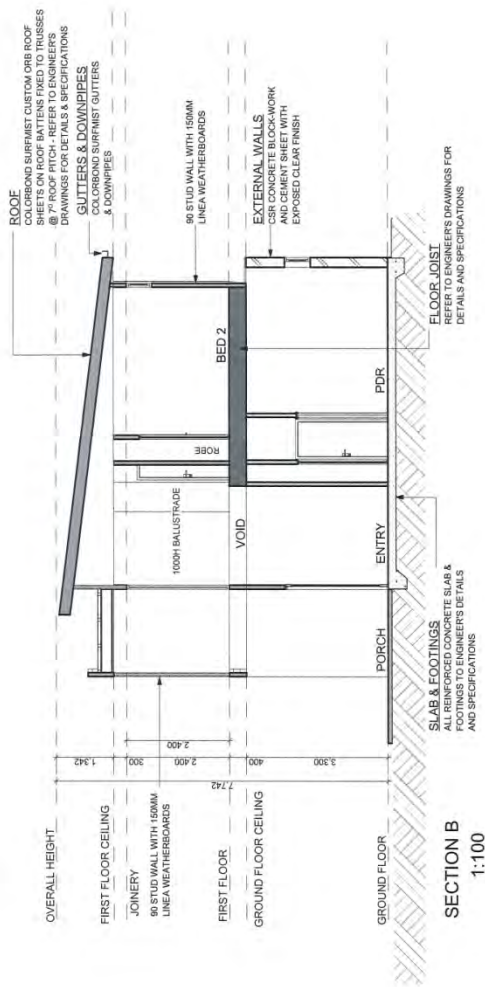 ROOF
COLORBOND SURFMIST CUSTOM ORB ROOF
SHEETS ON ROOF BATTENS FIXED TO TRUSSES
@ 7º ROOF PITCH - REFER TO ENGINEER'S
DRAWINGS FOR DETAILS & SPECIFICATIONS
GUTTERS & DOWNPIPES
COLORBOND SURFMIST GUTTERS
& DOWNPIPES
90 STUD WALL WITH 150MM
LINEA WEATHERBOARDS
EXTERNAL WALLS
CSR CONCRETE BLOCK-WORK
AND CEMENT SHEET WITH
EXPOSED CLEAR FINISH
FLOOR JOIST
REFER TO ENGINEER'S DRAWINGS FOR
DETAILS AND SPECIFICATIONS
BED 2
ROBE
1000H BALUSTRADE
VOID
PDR
ENTRY
PORCH
SLAB & FOOTINGS
ALL REINFORCED CONCRETE SLAB &
FOOTINGS TO ENGINEER'S DETAILS
AND SPECIFICATIONS
1.342
300
2.400
2.400
400
3.300
7.742
OVERALL HEIGHT
FIRST FLOOR CEILING
JOINERY
90 STUD WALL WITH 150MM
LINEA WEATHERBOARDS
FIRST FLOOR
GROUND FLOOR CEILING
GROUND FLOOR
SECTION B
1:100